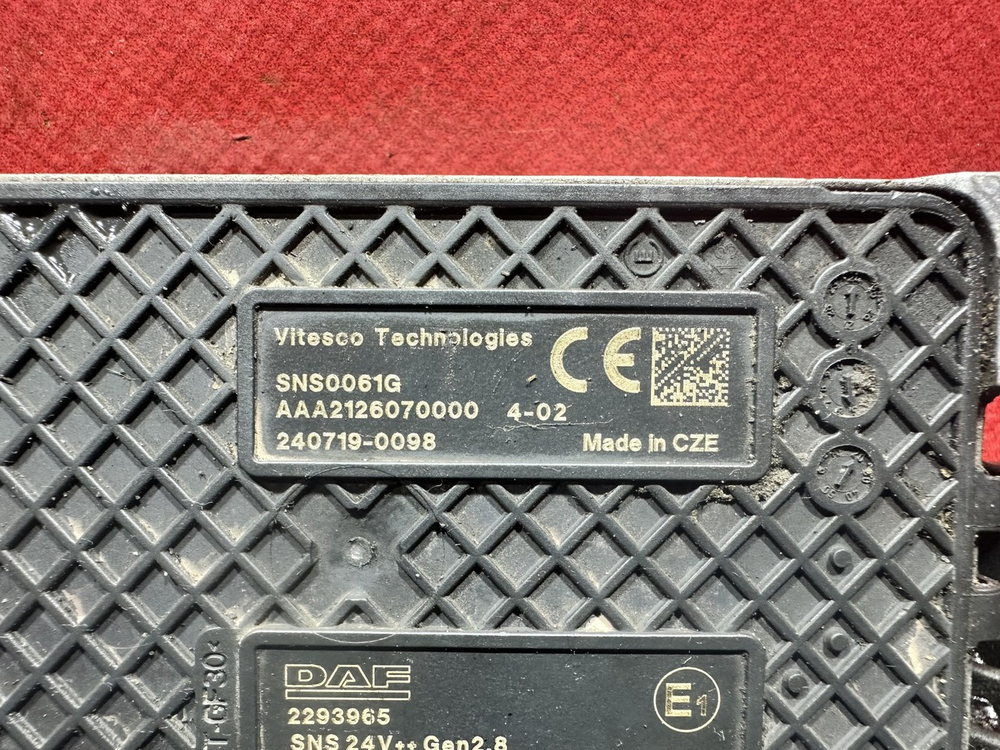 Vitesco Technologies
CE
SNS0061G
AAA2126070000 4-02
240719-0098 Made in CZE
DAF
E1
2293965
SNS 24V++ Gen2.8